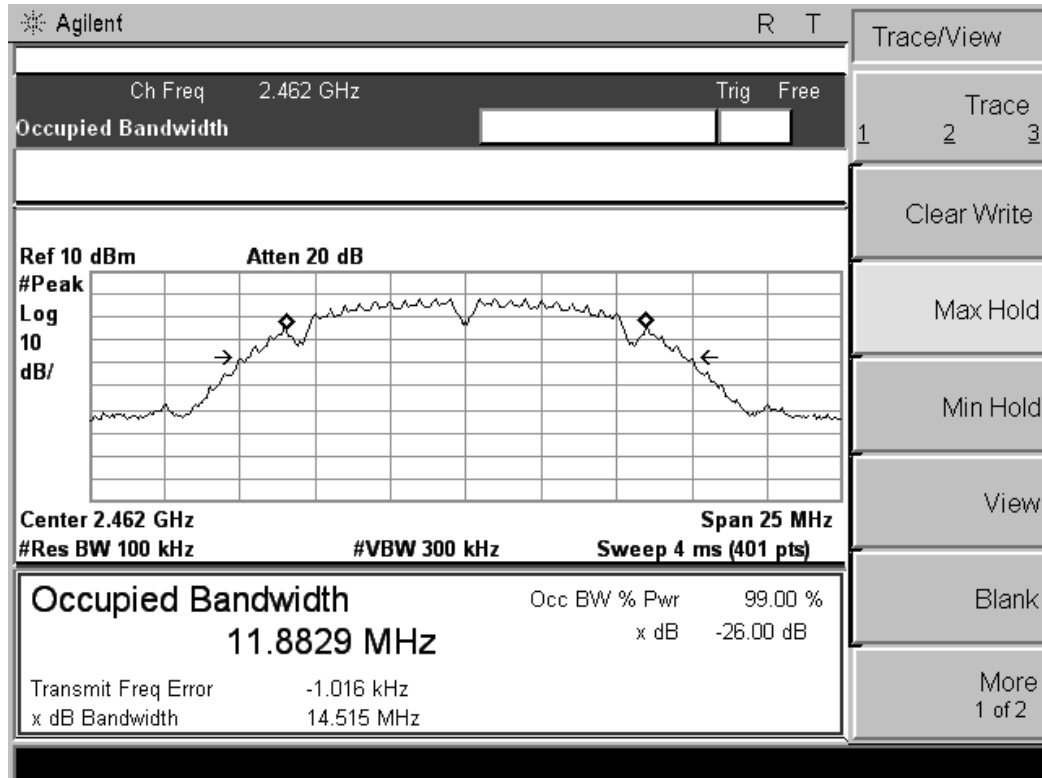 Agilent R T
Trace/View
Ch Freq 2.462 GHz Trig Free
Occupied Bandwidth
Trace
1 2 3
Clear Write
Max Hold
Min Hold
View
Blank
More
1 of 2
Ref 10 dBm Atten 20 dB
#Peak
Log
10
dB/
Center 2.462 GHz Span 25 MHz
#Res BW 100 kHz #VBW 300 kHz Sweep 4 ms (401 pts)
Occupied Bandwidth Occ BW % Pwr 99.00 %
11.8829 MHz x dB -26.00 dB
Transmit Freq Error -1.016 kHz
x dB Bandwidth 14.515 MHz